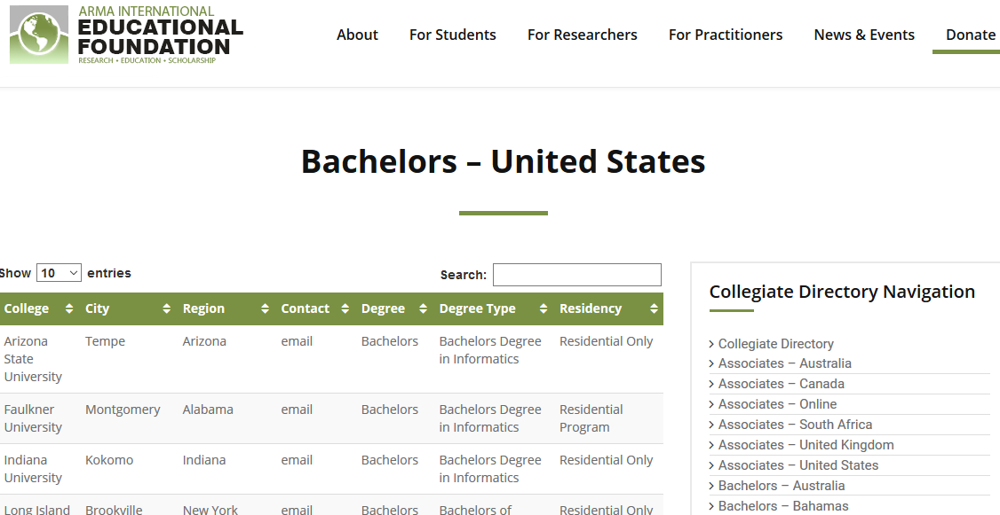 ARMA INTERNATIONAL
EDUCATIONAL
FOUNDATION
RESEARCH • EDUCATION • SCHOLARSHIP
About For Students For Researchers For Practitioners News & Events Donate
Bachelors – United States
Show 10 entries
Search:
College City Region Contact Degree Degree Type Residency
Arizona Tempe Arizona email Bachelors Bachelors Degree Residential Only
State in Informatics
University
Faulkner Montgomery Alabama email Bachelors Bachelors Degree Residential
University in Informatics Program
Indiana Kokomo Indiana email Bachelors Bachelors Degree Residential Only
University in Informatics
Long Island Brookville New York email Bachelors Bachelors of Residential Only
Collegiate Directory Navigation
Collegiate Directory
Associates – Australia
Associates – Canada
Associates – Online
Associates – South Africa
Associates – United Kingdom
Associates – United States
Bachelors – Australia
Bachelors – Bahamas